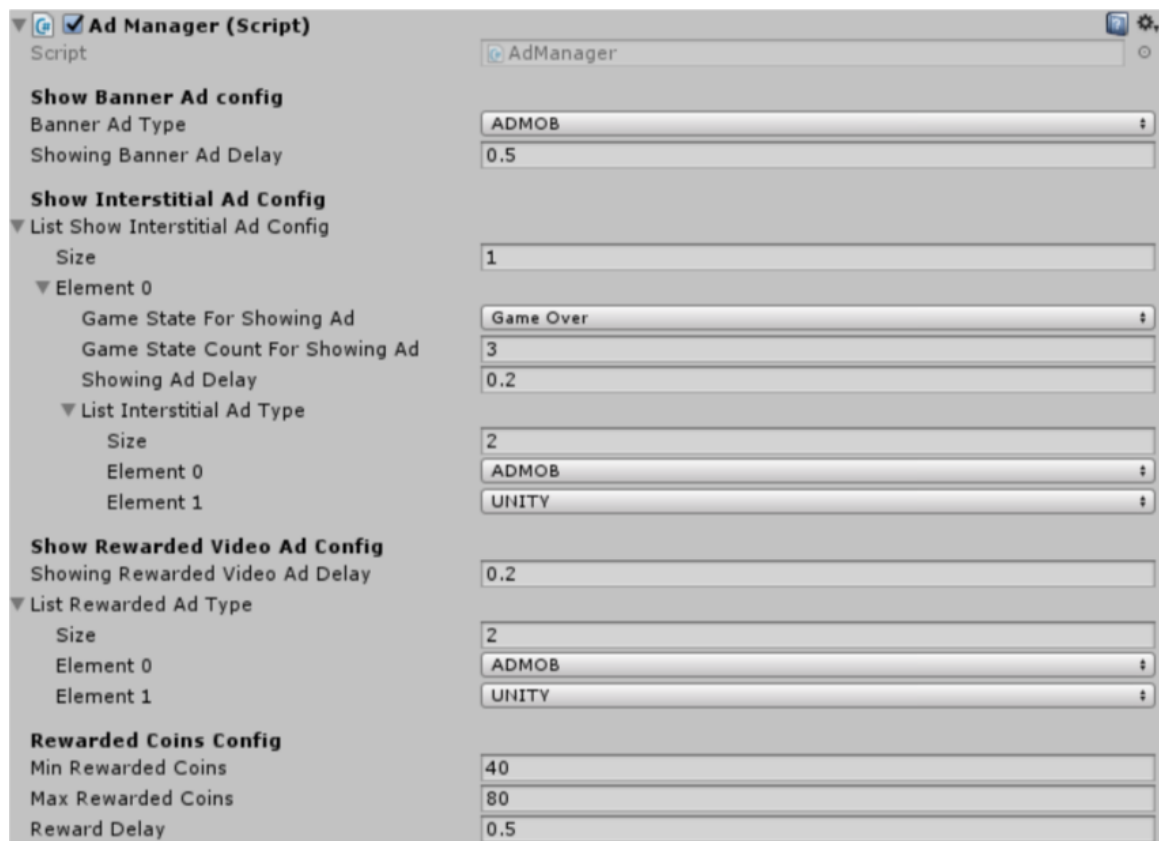 Ad Manager (Script)
Script AdManager
Show Banner Ad config
Banner Ad Type ADMOB
Showing Banner Ad Delay 0.5
Show Interstitial Ad Config
List Show Interstitial Ad Config
Size 1
Element 0
Game State For Showing Ad Game Over
Game State Count For Showing Ad 3
Showing Ad Delay 0.2
List Interstitial Ad Type
Size 2
Element 0 ADMOB
Element 1 UNITY
Show Rewarded Video Ad Config
Showing Rewarded Video Ad Delay 0.2
List Rewarded Ad Type
Size 2
Element 0 ADMOB
Element 1 UNITY
Rewarded Coins Config
Min Rewarded Coins 40
Max Rewarded Coins 80
Reward Delay 0.5